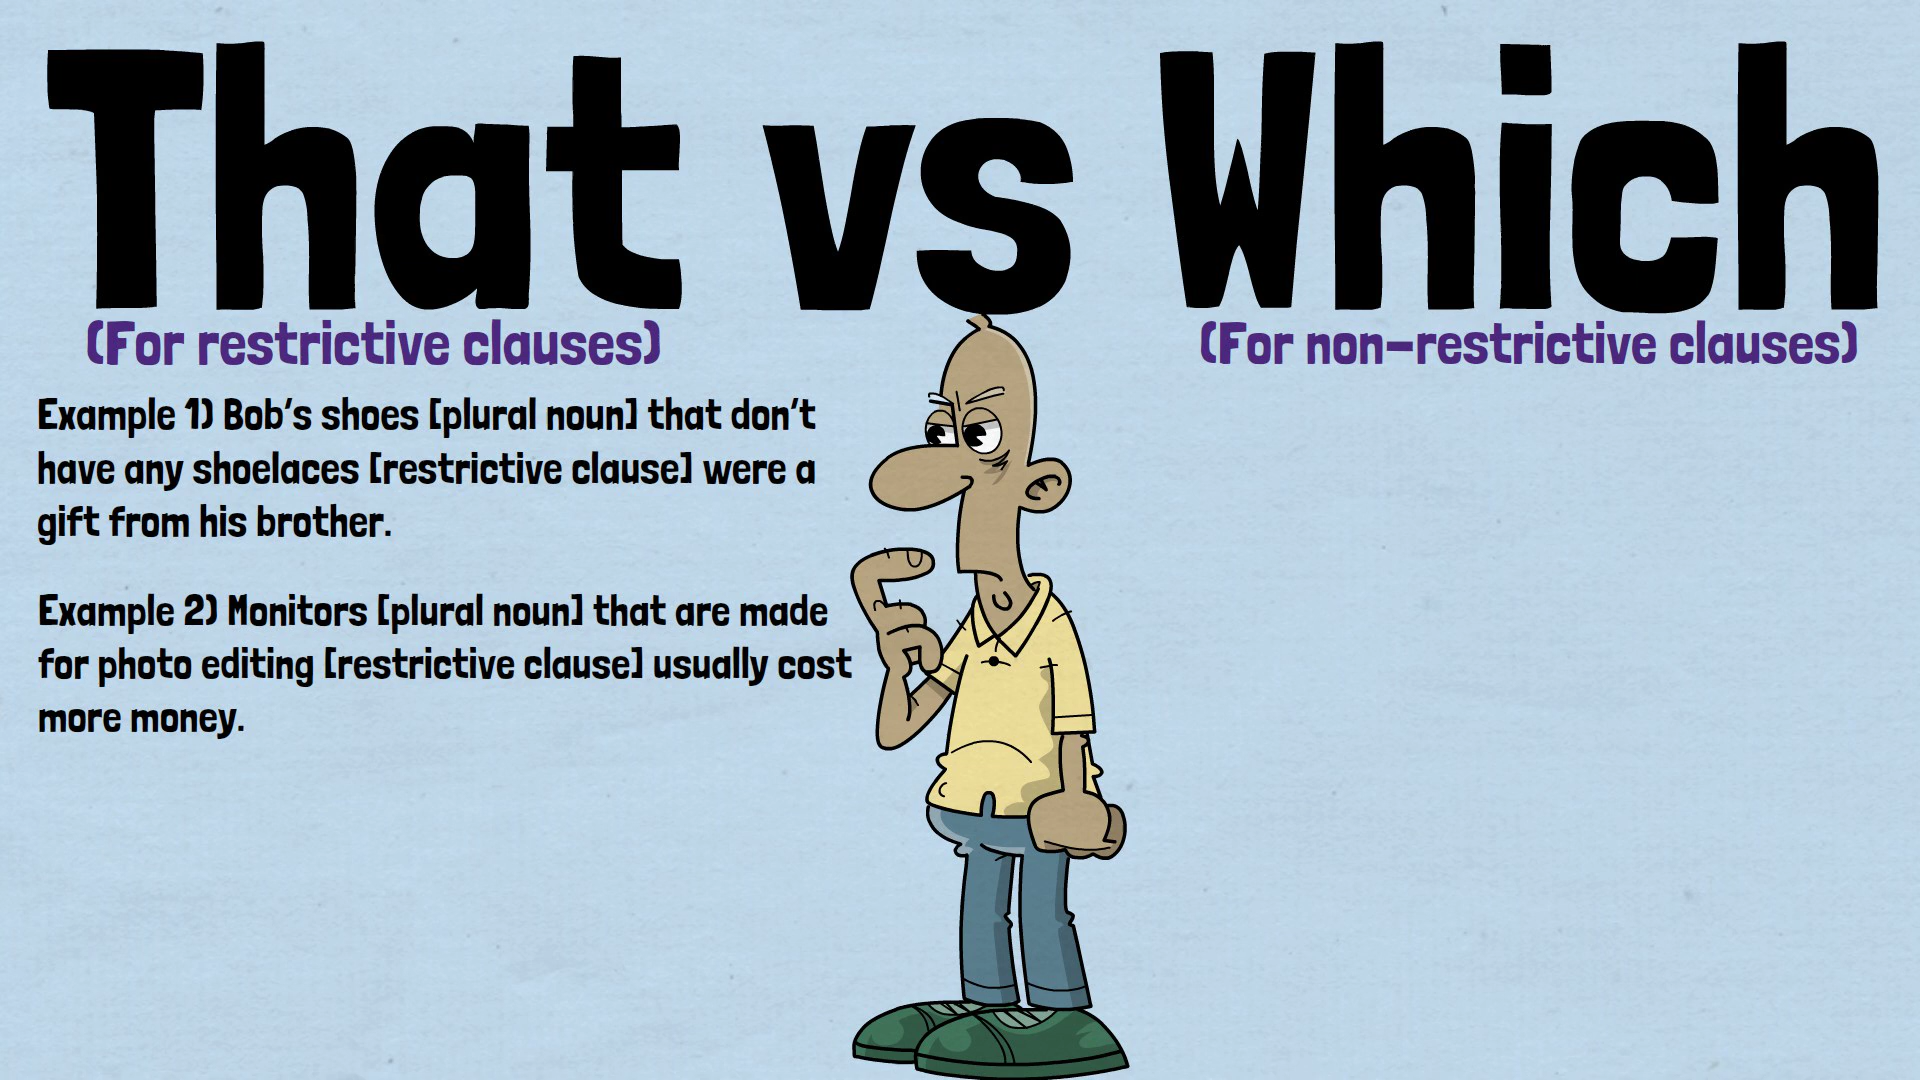 That vs Which
(For restrictive clauses)
(For non-restrictive clauses)
Example 1) Bob's shoes [plural noun] that don't
have any shoelaces [restrictive clause] were a
gift from his brother.
Example 2) Monitors [plural noun] that are made
for photo editing [restrictive clause] usually cost
more money.